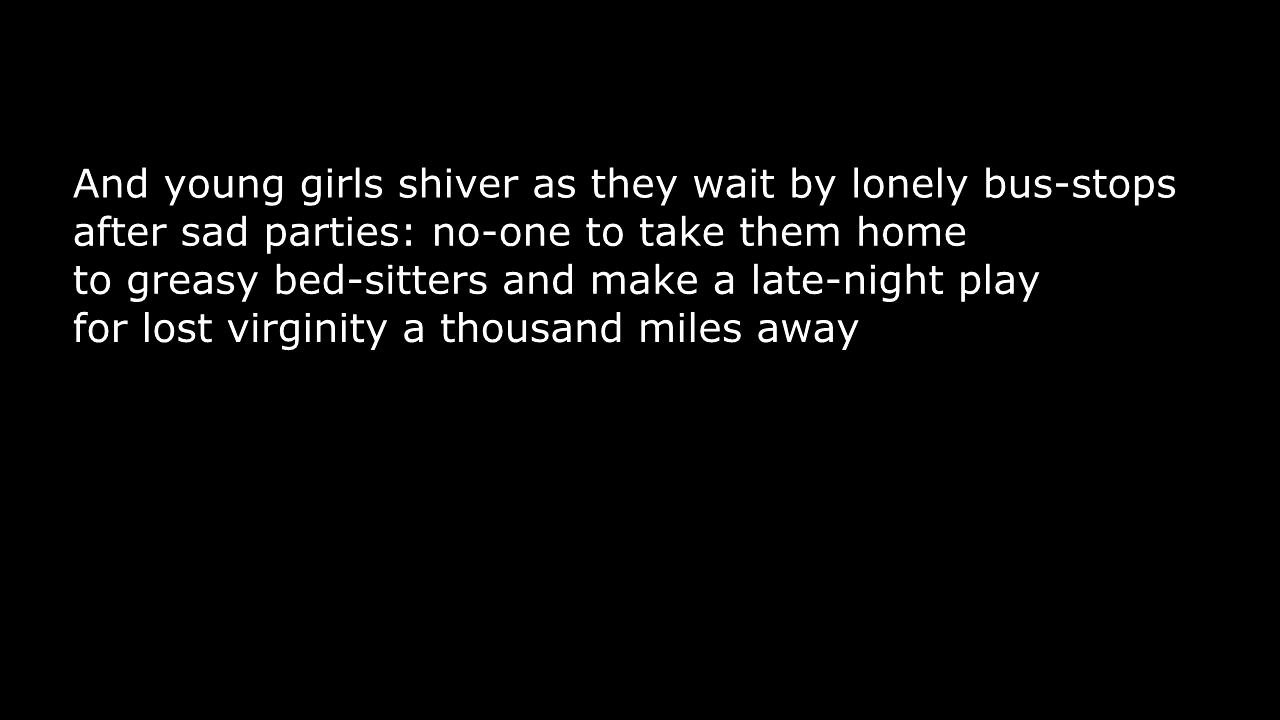 And young girls shiver as they wait by lonely bus-stops
after sad parties: no-one to take them home
to greasy bed-sitters and make a late-night play
for lost virginity a thousand miles away